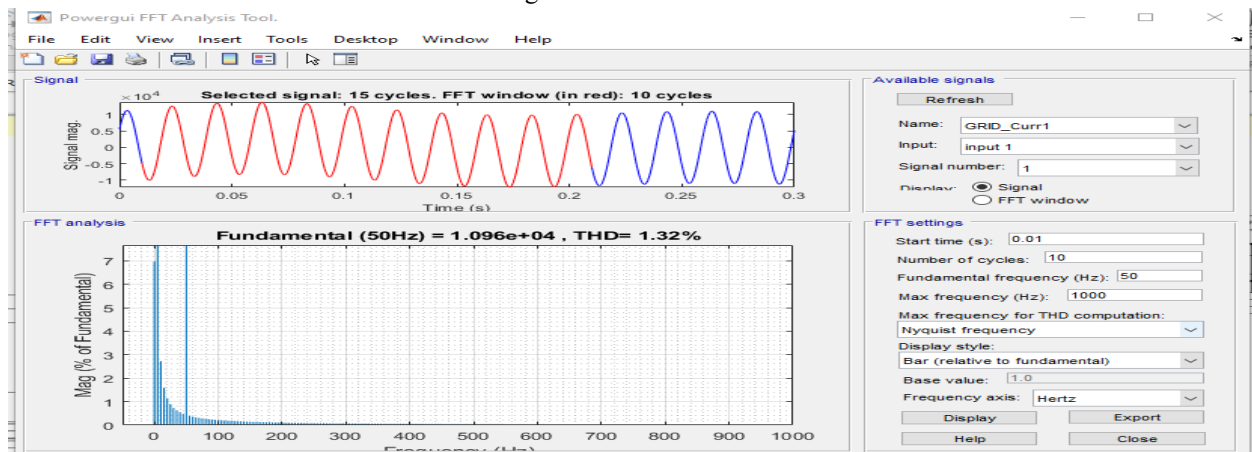 Powergui FFT Analysis Tool.
File Edit View Insert Tools Desktop Window Help
Signal
×10⁴
Selected signal: 15 cycles. FFT window (in red): 10 cycles
Signal mag.
1
0.5
0
-0.5
-1
0 0.05 0.1 0.15 0.2 0.25 0.3
Time (s)
FFT analysis
Fundamental (50Hz) = 1.096e+04 , THD= 1.32%
Mag (% of Fundamental)
7
6
5
4
3
2
1
0
0 100 200 300 400 500 600 700 800 900 1000
Frequency (Hz)
Available signals
Refresh
Name: GRID_Curr1
Input: input 1
Signal number: 1
Display: Signal
FFT window
FFT settings
Start time (s): 0.01
Number of cycles: 10
Fundamental frequency (Hz): 50
Max frequency (Hz): 1000
Max frequency for THD computation:
Nyquist frequency
Display style:
Bar (relative to fundamental)
Base value: 1.0
Frequency axis: Hertz
Display Export
Help Close